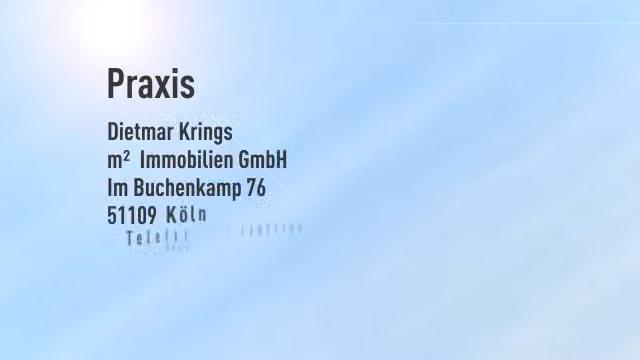 Praxis
Dietmar Krings
m² Immobilien GmbH
Im Buchenkamp 76
51109 Köln